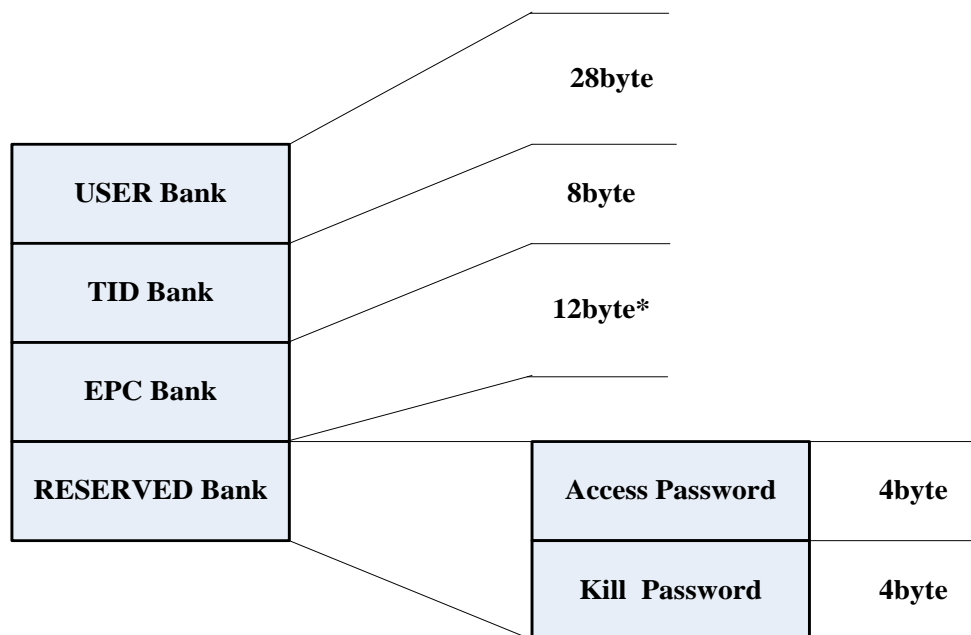 28byte
USER Bank
8byte
TID Bank
12byte*
EPC Bank
RESERVED Bank
Access Password
4byte
Kill Password
4byte